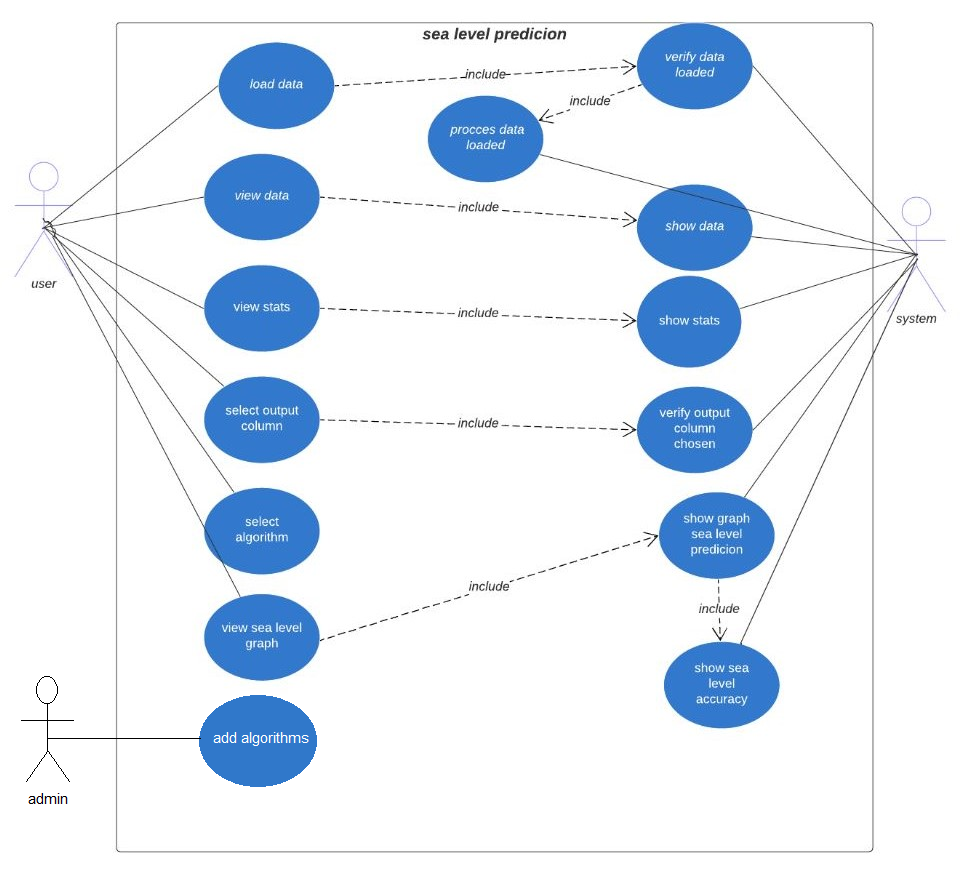 sea level predicion
load data
include
verify data
loaded
include
procces data
loaded
view data
include
show data
user
view stats
include
show stats
system
select output
column
include
verify output
column
chosen
select
algorithm
show graph
sea level
predicion
include
include
view sea level
graph
show sea
level
accuracy
add algorithms
admin